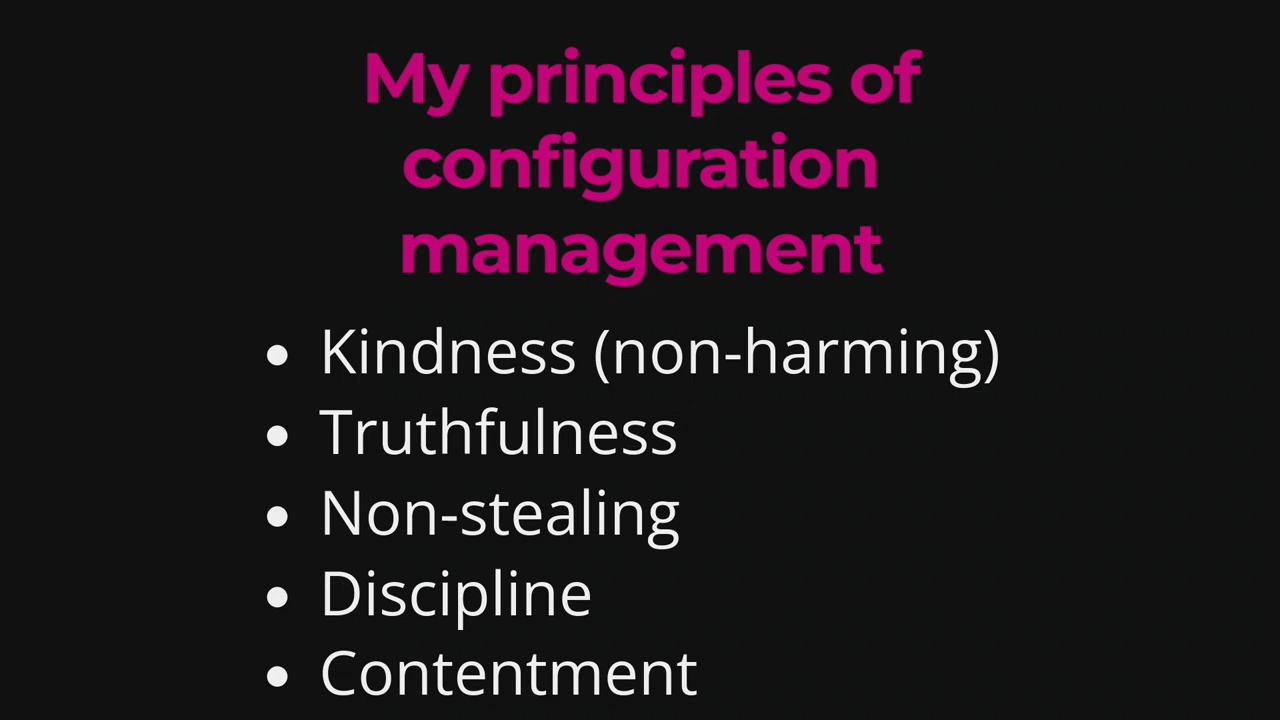 My principles of
configuration
management
• Kindness (non-harming)
• Truthfulness
• Non-stealing
• Discipline
• Contentment